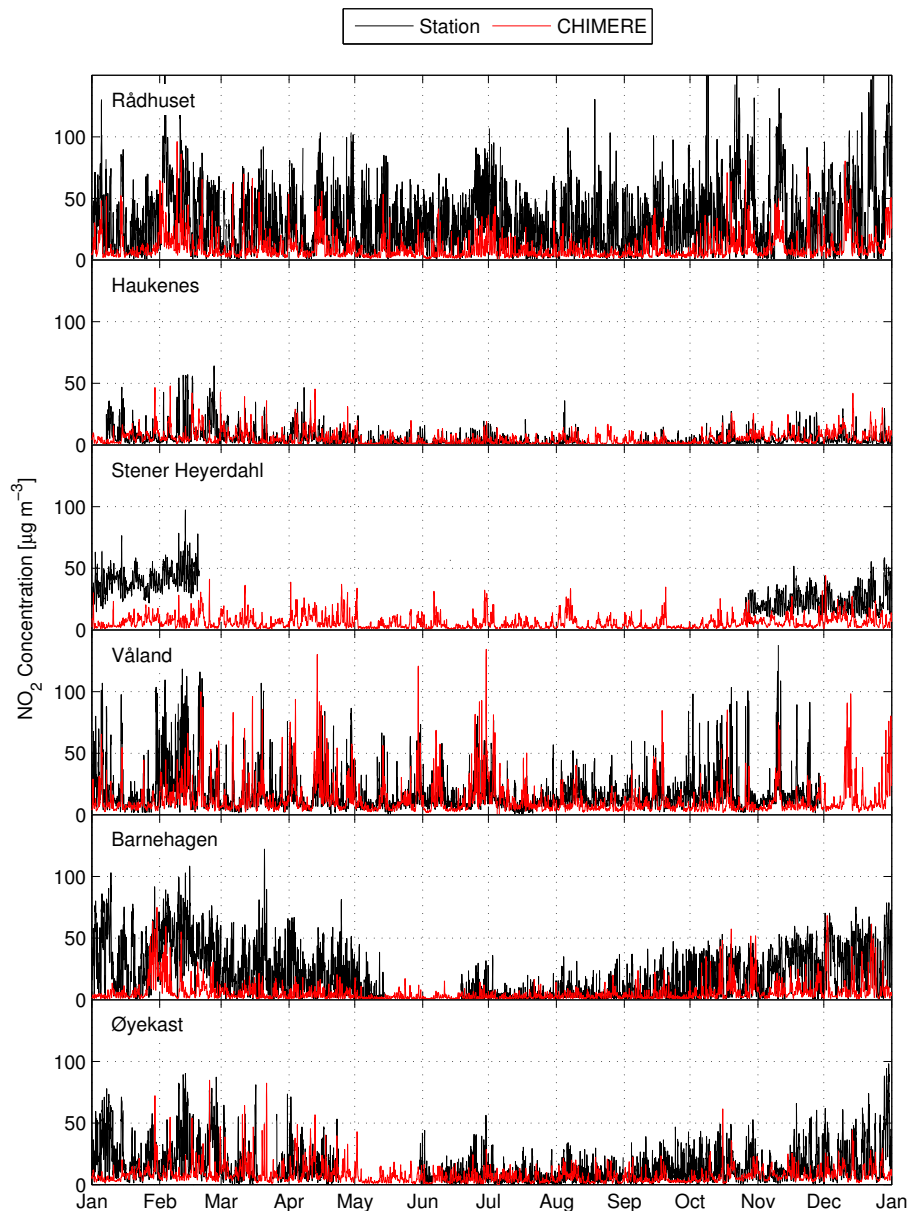 Station CHIMERE
NO₂ Concentration [µg m⁻³]
Rådhuset
100
50
0
Haukenes
100
50
0
Stener Heyerdahl
100
50
0
Våland
100
50
0
Barnehagen
100
50
0
Øyekast
100
50
0
Jan Feb Mar Apr May Jun Jul Aug Sep Oct Nov Dec Jan